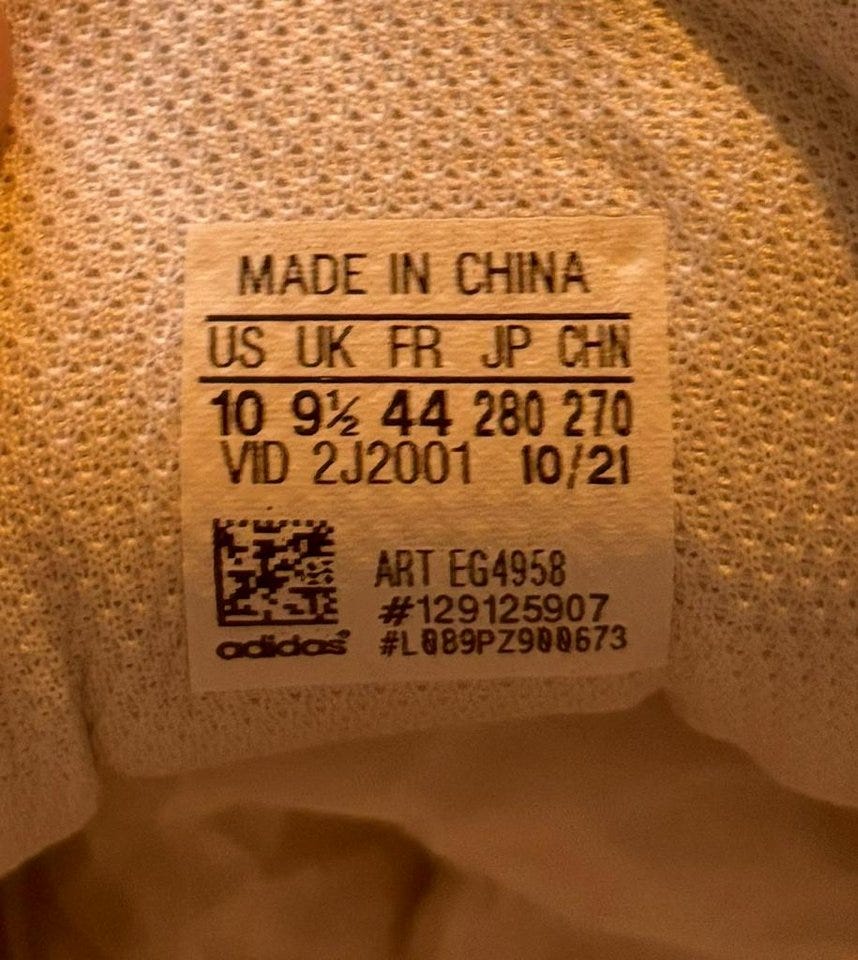 MADE IN CHINA
US UK FR JP CHN
10 9½ 44 280 270
VID 2J2001 10/21
ART EG4958
#129125907
adidas #L089PZ900673